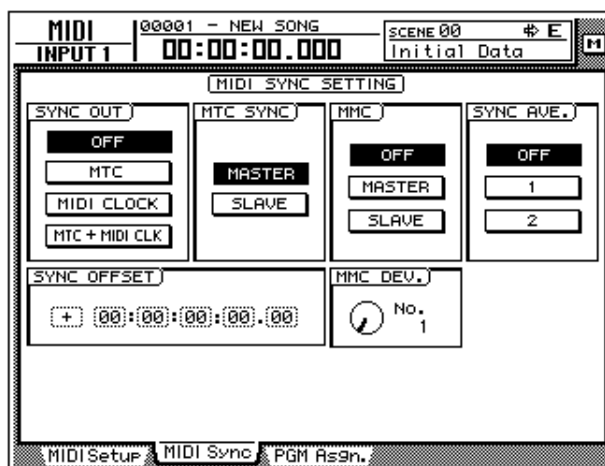 MIDI
INPUT 1
00001 - NEW SONG
00:00:00.000
SCENE 00 E
Initial Data
M
MIDI SYNC SETTING
SYNC OUT
OFF
MTC
MIDI CLOCK
MTC + MIDI CLK
MTC SYNC
MASTER
SLAVE
MMC
OFF
MASTER
SLAVE
SYNC AVE.
OFF
1
2
SYNC OFFSET
+ 00:00:00:00.00
MMC DEV.
No.
1
MIDI Setup MIDI Sync PGM Asgn.